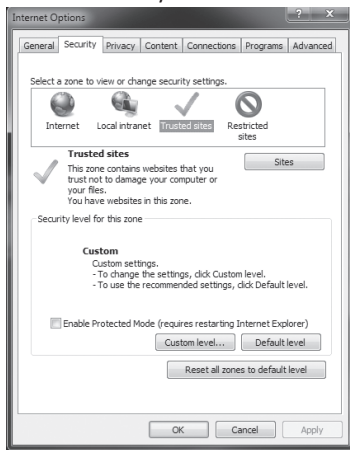 Internet Options
? X
General Security Privacy Content Connections Programs Advanced
Select a zone to view or change security settings.
Internet Local intranet Trusted sites Restricted
sites
Trusted sites
Sites
This zone contains websites that you
trust not to damage your computer or
your files.
You have websites in this zone.
Security level for this zone
Custom
Custom settings.
- To change the settings, click Custom level.
- To use the recommended settings, click Default level.
Enable Protected Mode (requires restarting Internet Explorer)
Custom level... Default level
Reset all zones to default level
OK Cancel Apply